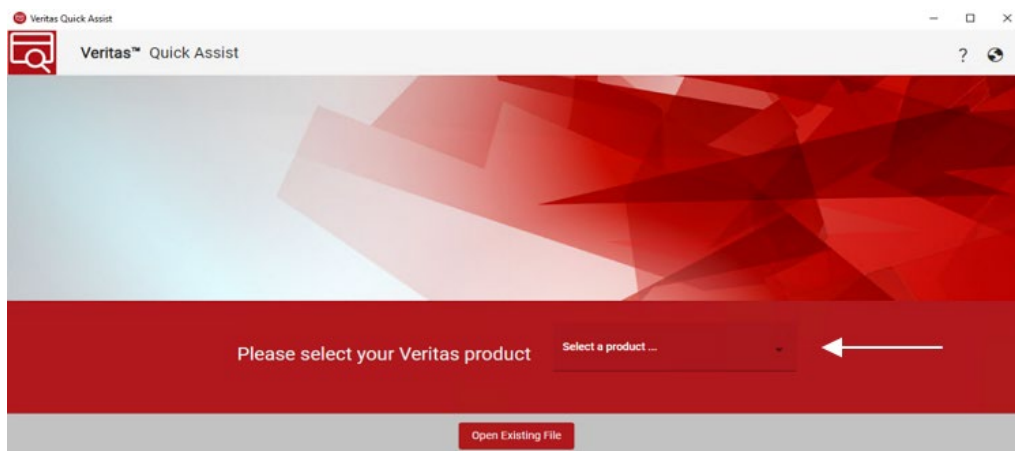 Veritas Quick Assist
Veritas™ Quick Assist
?
Please select your Veritas product
Select a product ...
Open Existing File